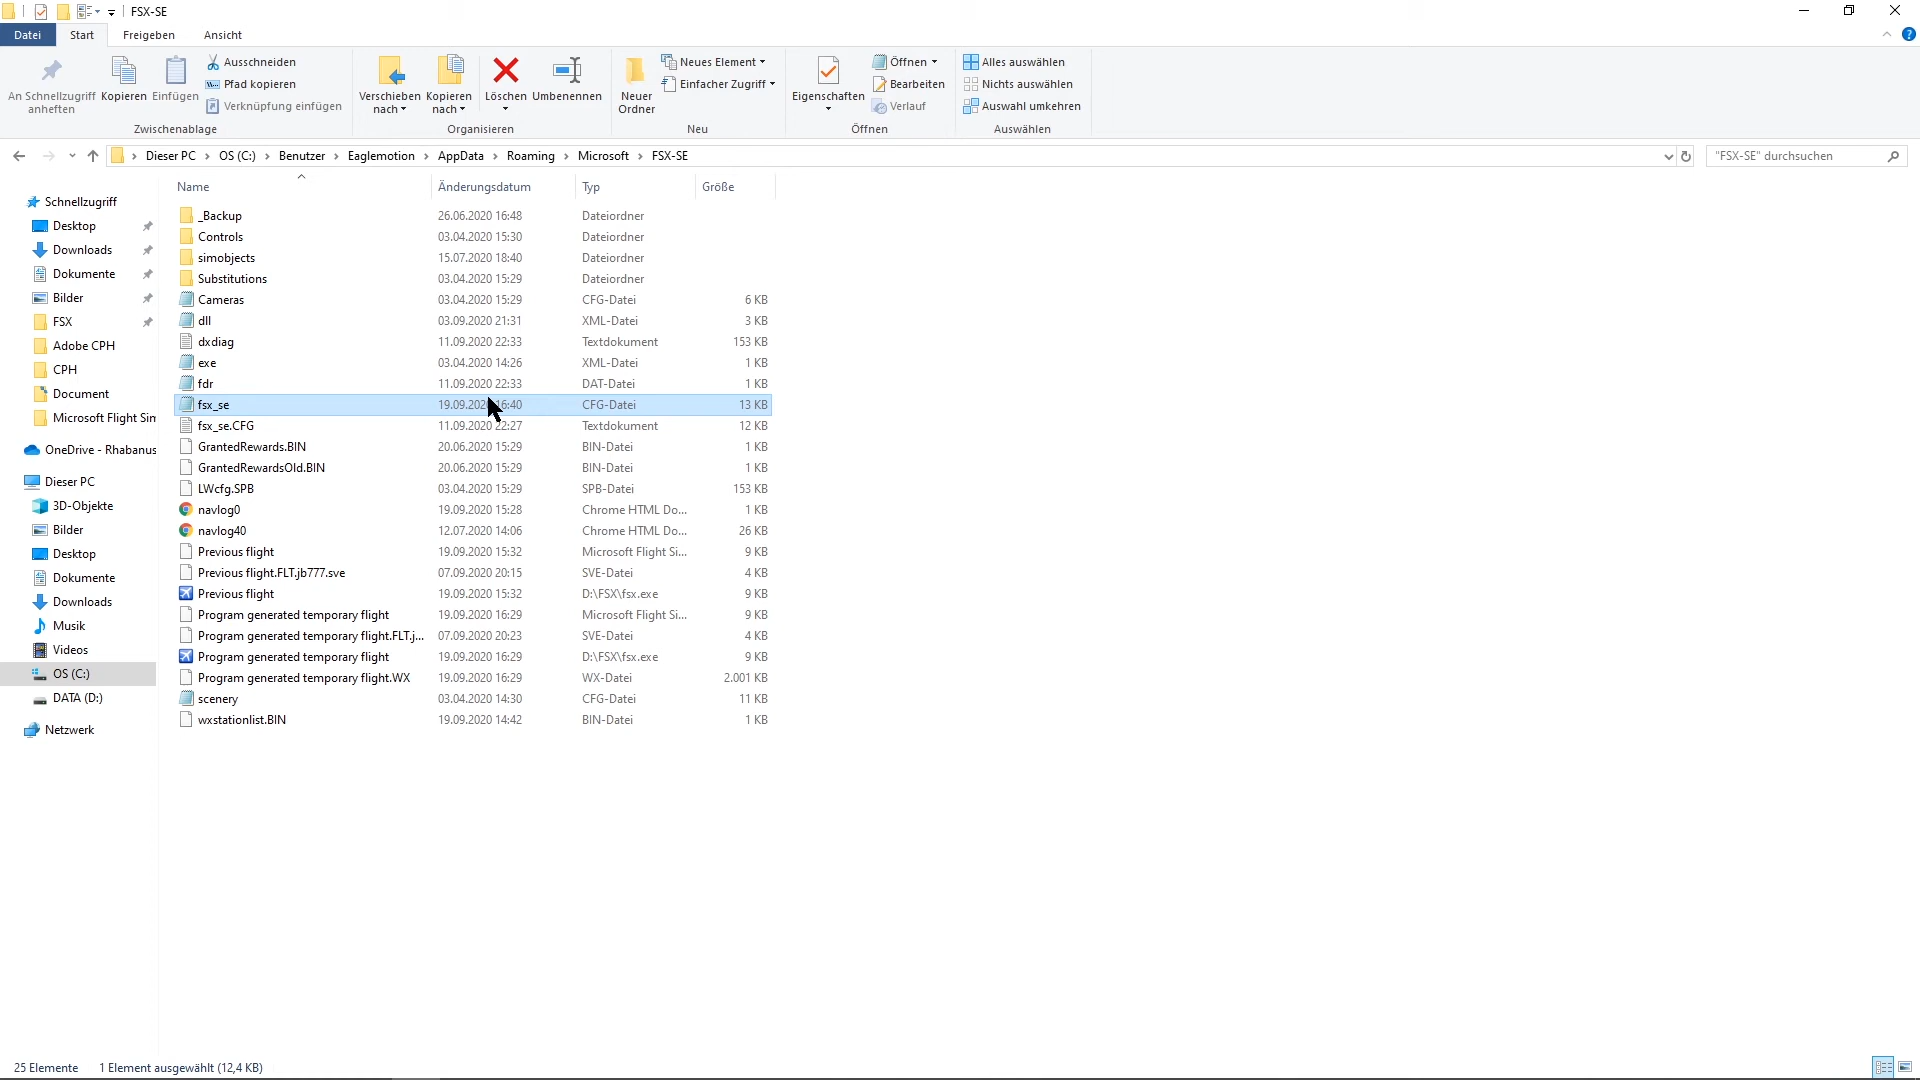 FSX-SE
Datei Start Freigeben Ansicht
An Schnellzugriff anheften
Kopieren
Einfügen
Ausschneiden
Pfad kopieren
Verknüpfung einfügen
Zwischenablage
Verschieben nach
Kopieren nach
Löschen
Umbenennen
Organisieren
Neuer Ordner
Neues Element
Einfacher Zugriff
Neu
Eigenschaften
Öffnen
Bearbeiten
Verlauf
Öffnen
Alles auswählen
Nichts auswählen
Auswahl umkehren
Auswählen
Dieser PC > OS (C:) > Benutzer > Eaglemotion > AppData > Roaming > Microsoft > FSX-SE
"FSX-SE" durchsuchen
Schnellzugriff
Desktop
Downloads
Dokumente
Bilder
FSX
Adobe CPH
CPH
Document
Microsoft Flight Sim
OneDrive - Rhabanus
Dieser PC
3D-Objekte
Bilder
Desktop
Dokumente
Downloads
Musik
Videos
OS (C:)
DATA (D:)
Netzwerk
Name Änderungsdatum Typ Größe
_Backup 26.06.2020 16:48 Dateiordner
Controls 03.04.2020 15:30 Dateiordner
simobjects 15.07.2020 18:40 Dateiordner
Substitutions 03.04.2020 15:29 Dateiordner
Cameras 03.04.2020 15:29 CFG-Datei 6 KB
dll 03.09.2020 21:31 XML-Datei 3 KB
dxdiag 11.09.2020 22:33 Textdokument 153 KB
exe 03.04.2020 14:26 XML-Datei 1 KB
fdr 11.09.2020 22:33 DAT-Datei 1 KB
fsx_se 19.09.2020 16:40 CFG-Datei 13 KB
fsx_se.CFG 11.09.2020 22:27 Textdokument 12 KB
GrantedRewards.BIN 20.06.2020 15:29 BIN-Datei 1 KB
GrantedRewardsOld.BIN 20.06.2020 15:29 BIN-Datei 1 KB
LWcfg.SPB 03.04.2020 15:29 SPB-Datei 153 KB
navlog0 19.09.2020 15:28 Chrome HTML Do... 1 KB
navlog40 12.07.2020 14:06 Chrome HTML Do... 26 KB
Previous flight 19.09.2020 15:32 Microsoft Flight Si... 9 KB
Previous flight.FLT.jb777.sve 07.09.2020 20:15 SVE-Datei 4 KB
Previous flight 19.09.2020 15:32 D:\FSX\fsx.exe 9 KB
Program generated temporary flight 19.09.2020 16:29 Microsoft Flight Si... 9 KB
Program generated temporary flight.FLT.j... 07.09.2020 20:23 SVE-Datei 4 KB
Program generated temporary flight 19.09.2020 16:29 D:\FSX\fsx.exe 9 KB
Program generated temporary flight.WX 19.09.2020 16:29 WX-Datei 2.001 KB
scenery 03.04.2020 14:30 CFG-Datei 11 KB
wxstationlist.BIN 19.09.2020 14:42 BIN-Datei 1 KB
25 Elemente 1 Element ausgewählt (12,4 KB)